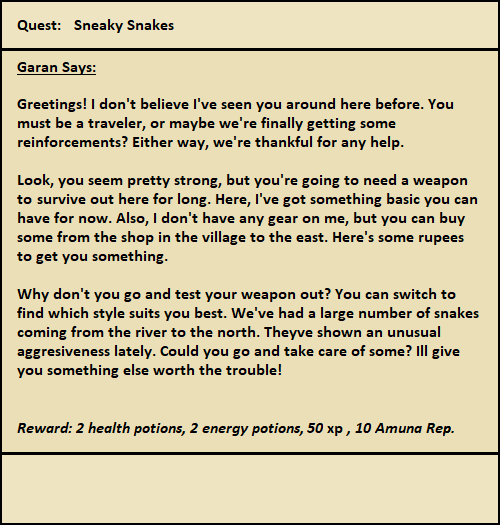 Quest: Sneaky Snakes
Garan Says:
Greetings! I don't believe I've seen you around here before. You
must be a traveler, or maybe we're finally getting some
reinforcements? Either way, we're thankful for any help.
Look, you seem pretty strong, but you're going to need a weapon
to survive out here for long. Here, I've got something basic you can
have for now. Also, I don't have any gear on me, but you can buy
some from the shop in the village to the east. Here's some rupees
to get you something.
Why don't you go and test your weapon out? You can switch to
find which style suits you best. We've had a large number of snakes
coming from the river to the north. Theyve shown an unusual
aggresiveness lately. Could you go and take care of some? Ill give
you something else worth the trouble!
Reward: 2 health potions, 2 energy potions, 50 xp , 10 Amuna Rep.